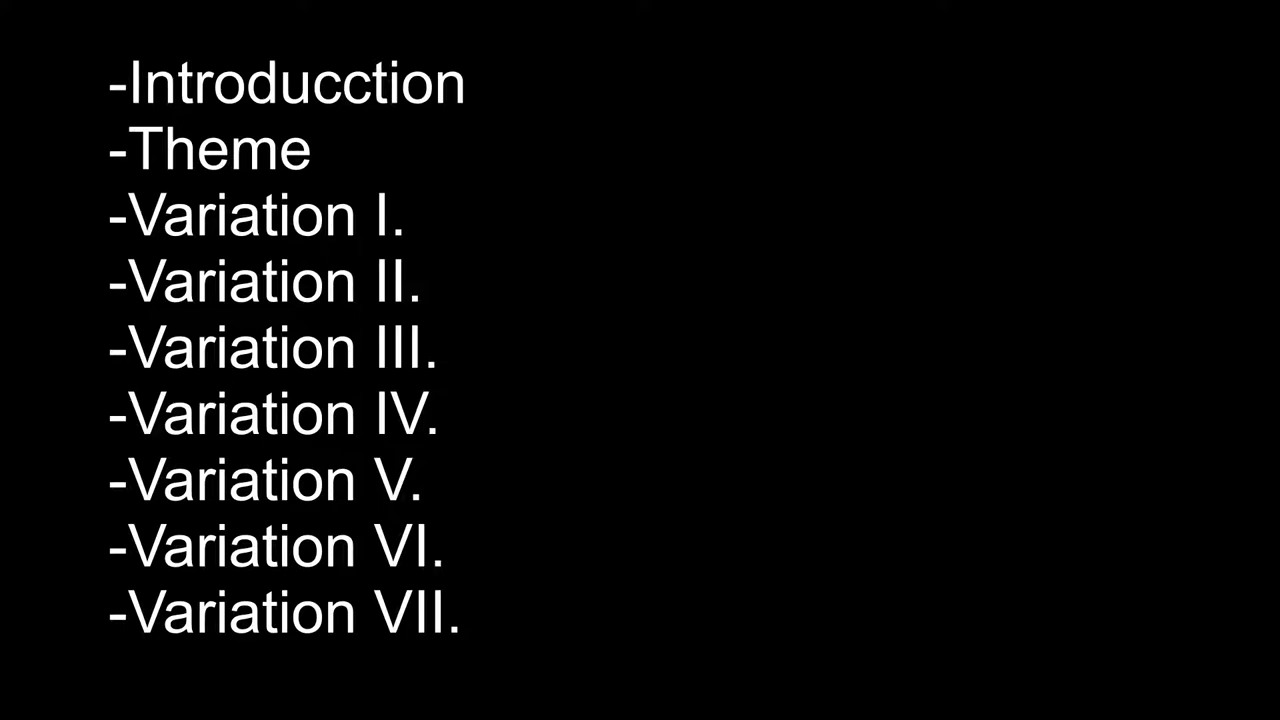 -Introducction
-Theme
-Variation I.
-Variation II.
-Variation III.
-Variation IV.
-Variation V.
-Variation VI.
-Variation VII.